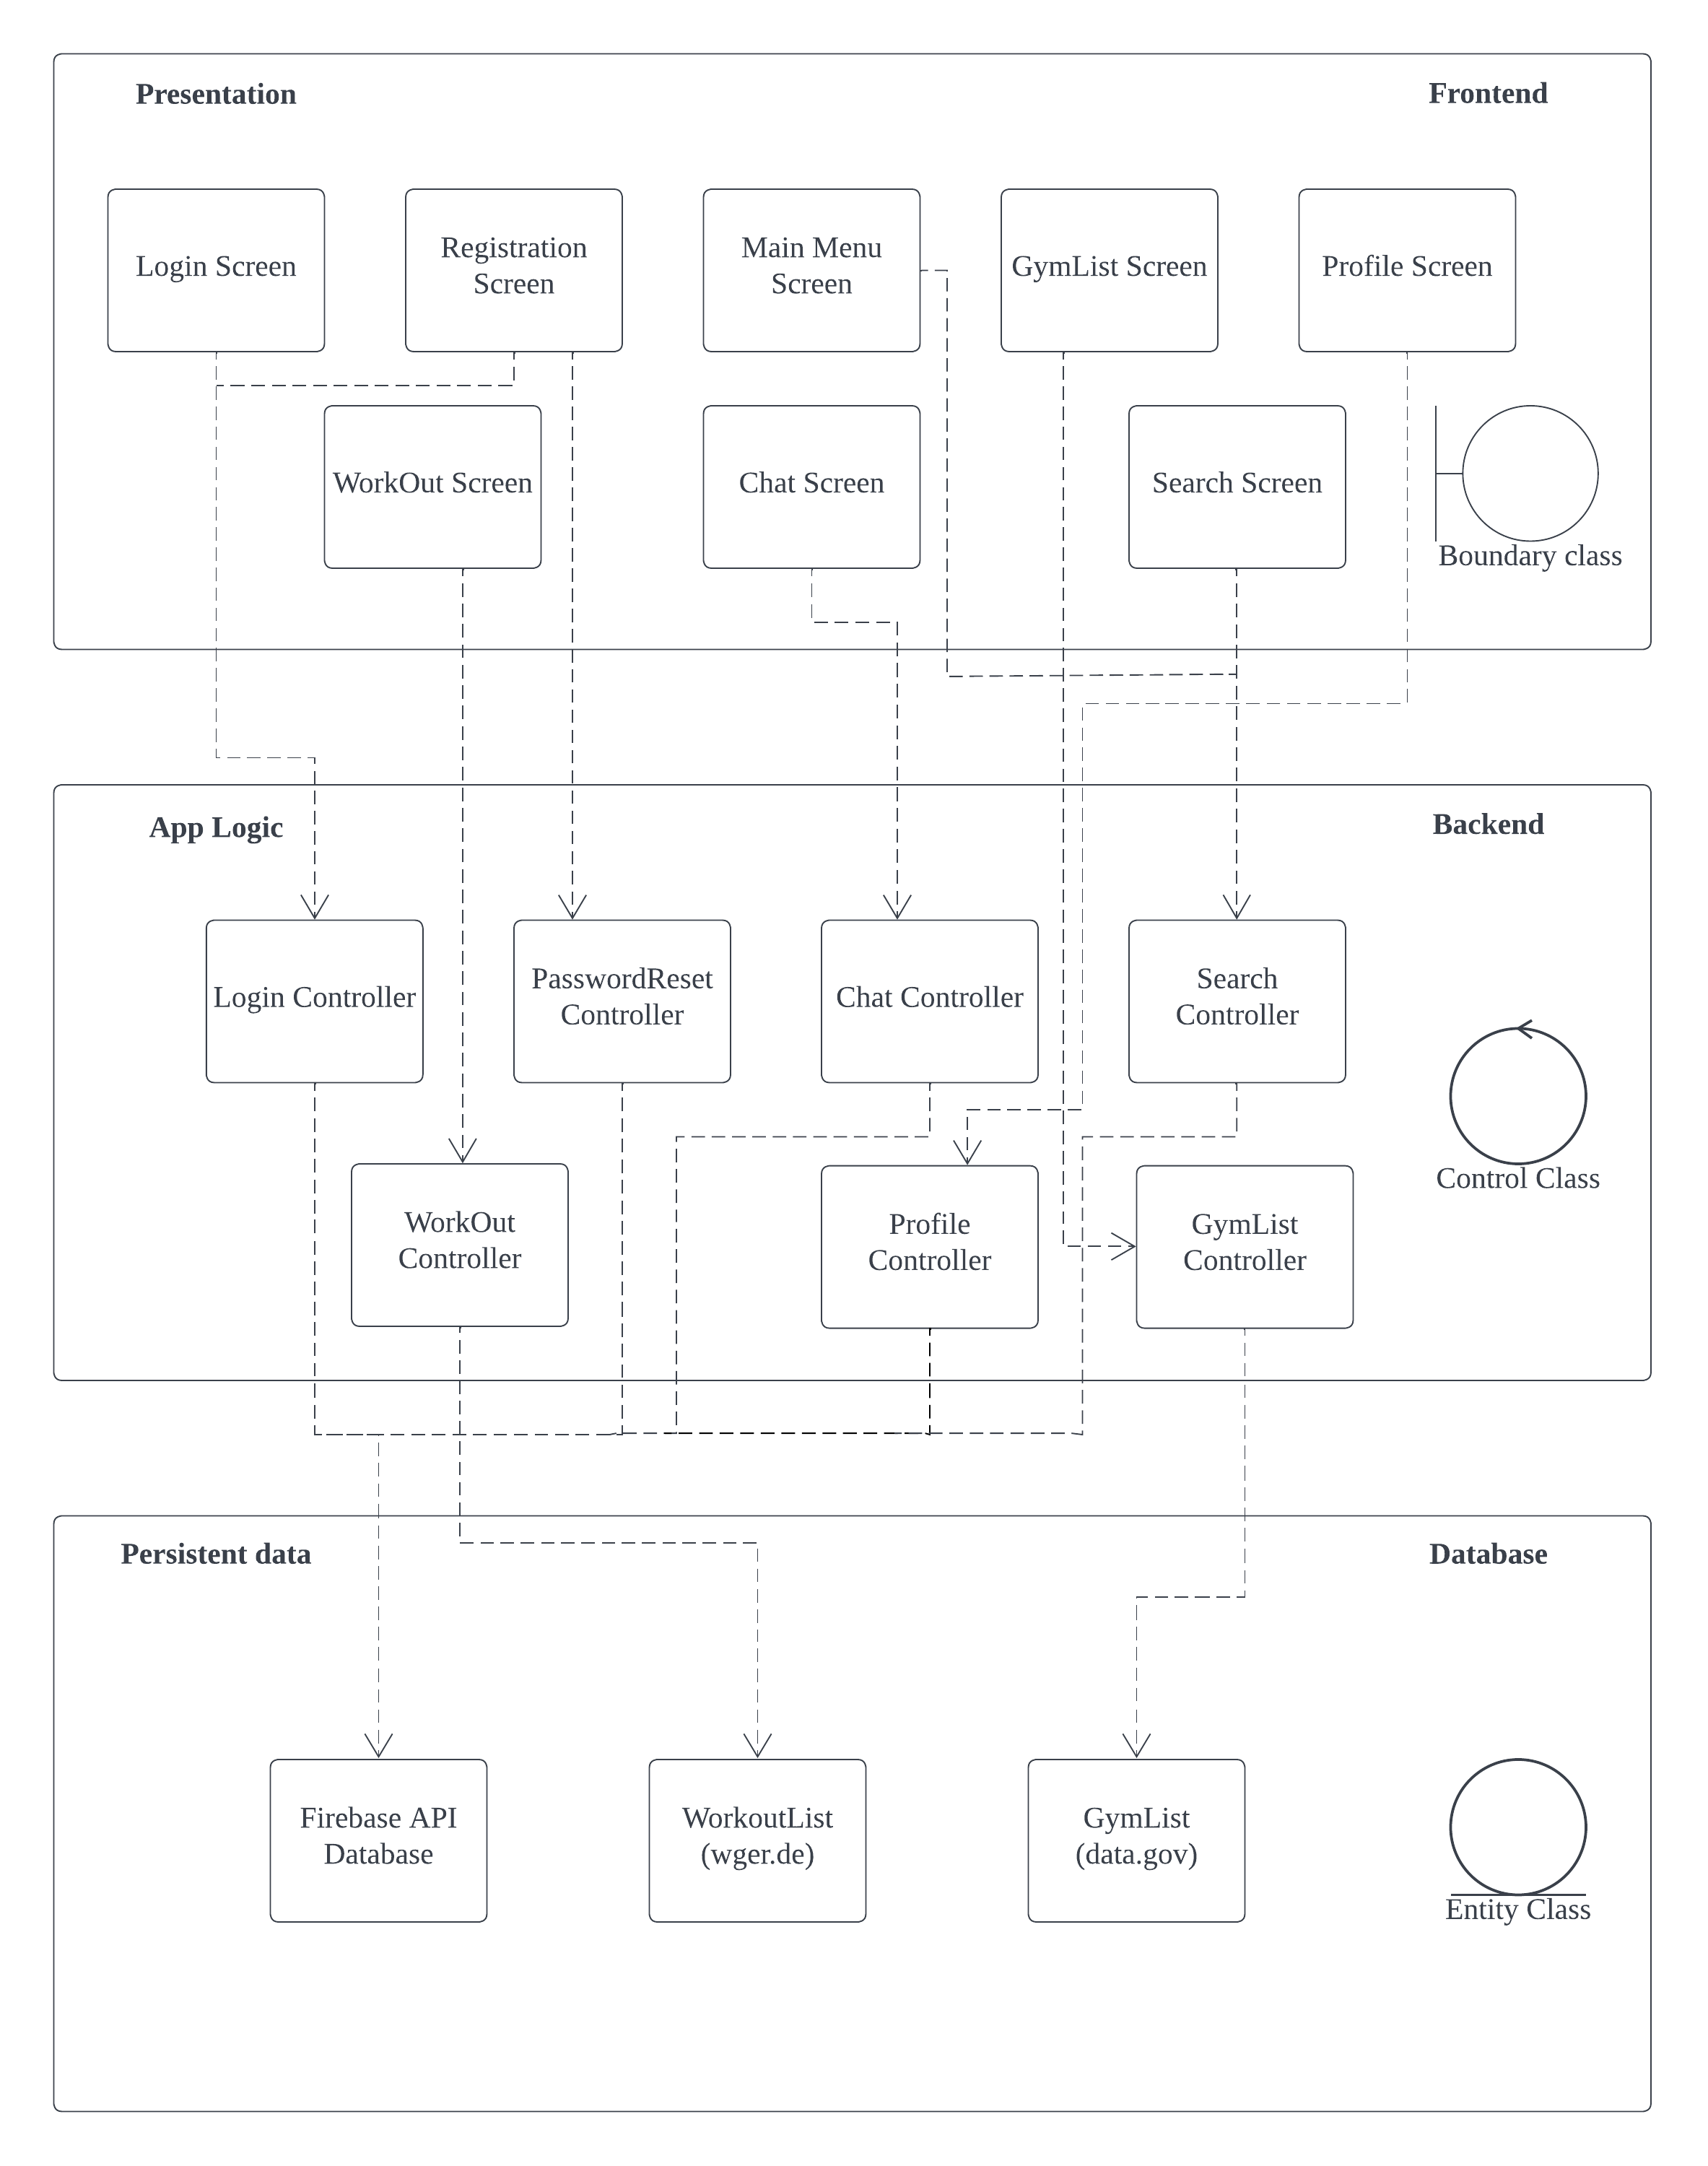 Presentation
Frontend
Login Screen
Registration
Screen
Main Menu
Screen
GymList Screen
Profile Screen
WorkOut Screen
Chat Screen
Search Screen
Boundary class
App Logic
Backend
Login Controller
PasswordReset
Controller
Chat Controller
Search
Controller
Control Class
WorkOut
Controller
Profile
Controller
GymList
Controller
Persistent data
Database
Firebase API
Database
WorkoutList
(wger.de)
GymList
(data.gov)
Entity Class